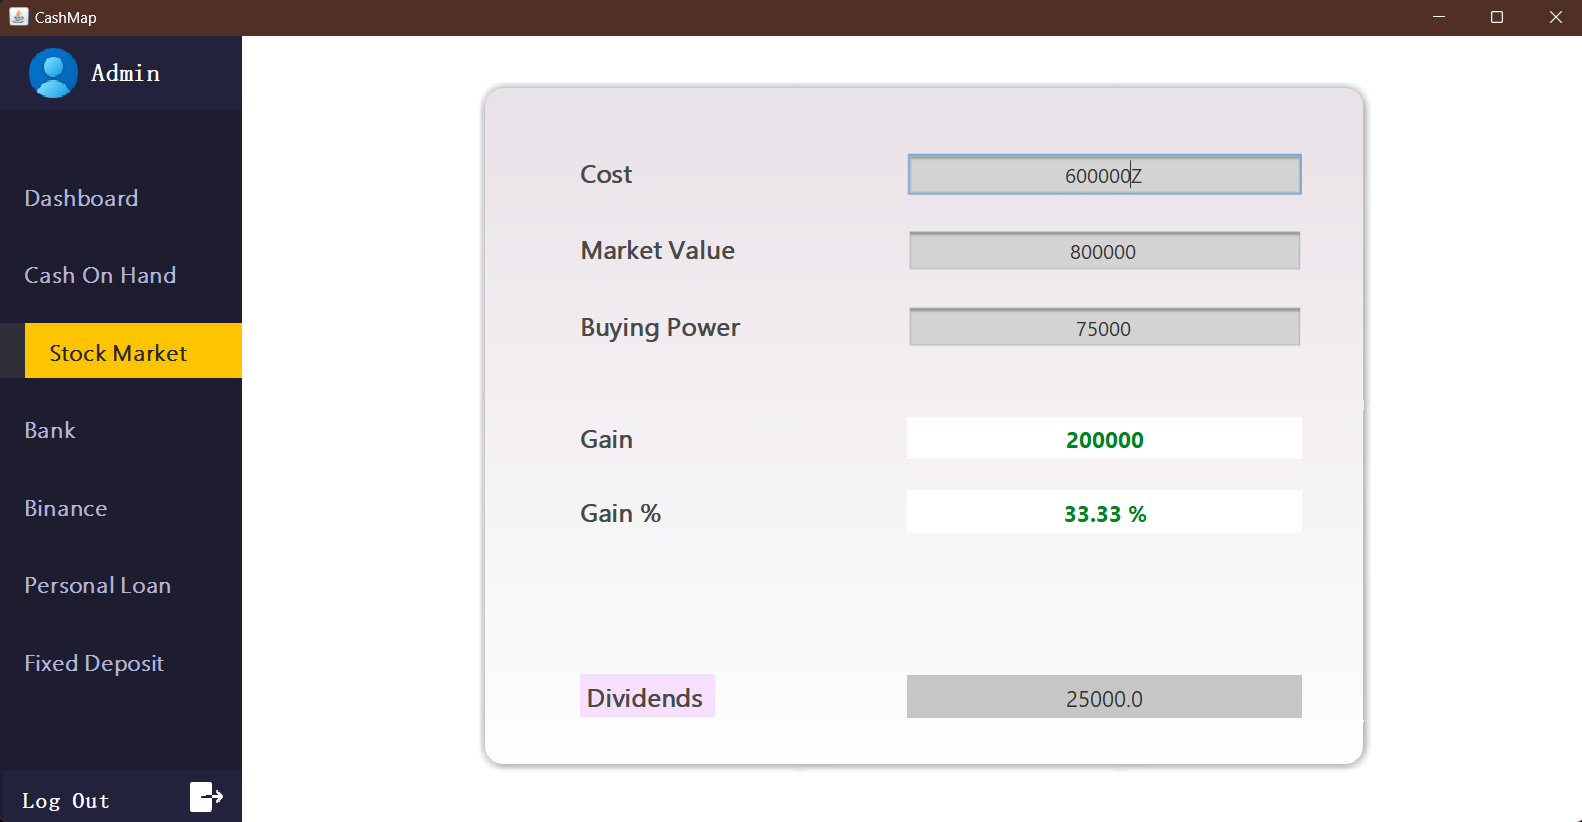 CashMap
Admin
Dashboard
Cash On Hand
Stock Market
Bank
Binance
Personal Loan
Fixed Deposit
Log Out
Cost 600000Z
Market Value 800000
Buying Power 75000
Gain 200000
Gain % 33.33 %
Dividends 25000.0